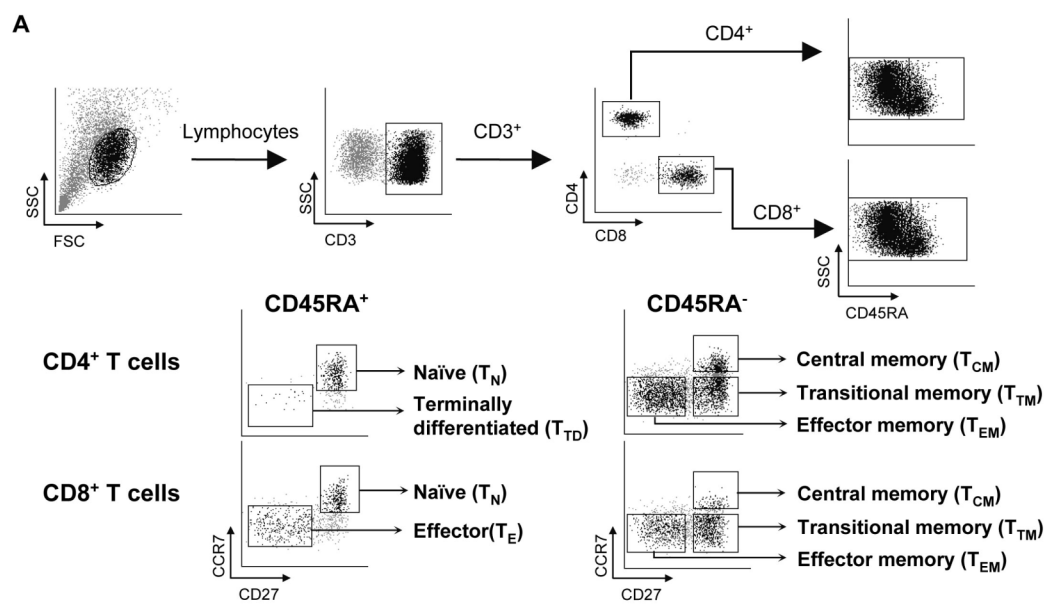 A
SSC
FSC
Lymphocytes
SSC
CD3
CD3⁺
CD4
CD8
CD4⁺
CD8⁺
SSC
CD45RA
CD45RA⁺
CD45RA⁻
CD4⁺ T cells
Naïve (T_N)
Terminally
differentiated (T_TD)
Central memory (T_CM)
Transitional memory (T_TM)
Effector memory (T_EM)
CD8⁺ T cells
Naïve (T_N)
Effector(T_E)
CCR7
CD27
Central memory (T_CM)
Transitional memory (T_TM)
Effector memory (T_EM)
CCR7
CD27